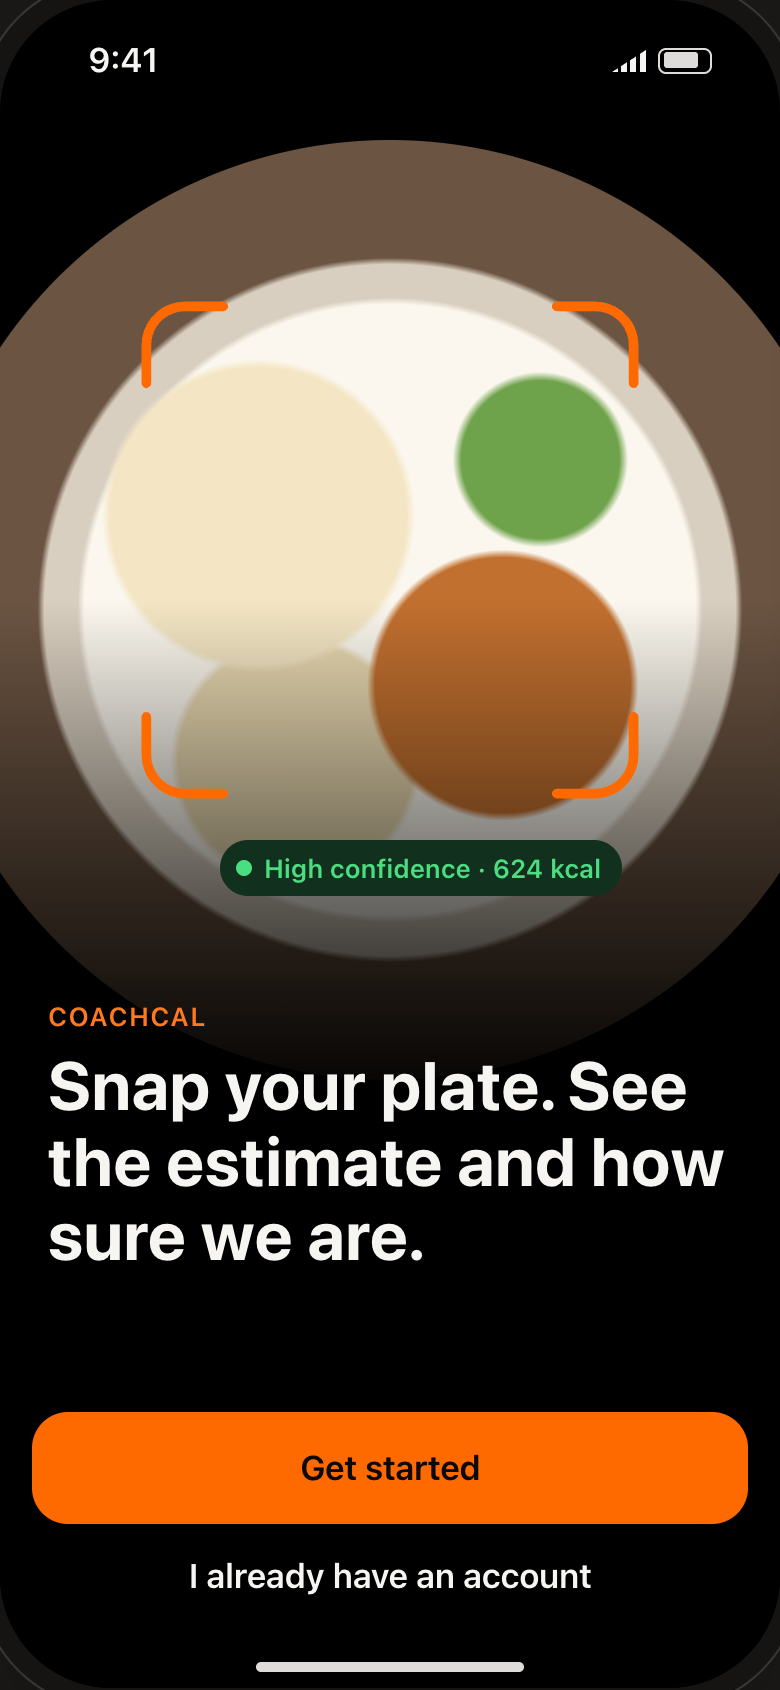 9:41
High confidence · 624 kcal
COACHCAL
Snap your plate. See
the estimate and how
sure we are.
Get started
I already have an account